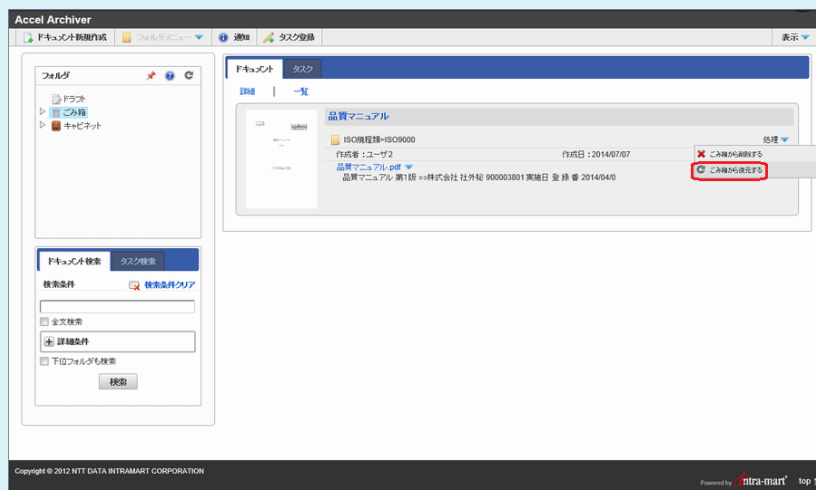 Accel Archiver
ドキュメント新規作成 フォルダメニュー 通知 タスク登録 表示
フォルダ
ドラフト
ごみ箱
キャビネット
ドキュメント タスク
詳細 | 一覧
品質マニュアル
ISO規程類>ISO9000 処理
作成者：ユーザ2 作成日：2014/07/07
ごみ箱から削除する
ごみ箱から復元する
品質マニュアル.pdf
品質マニュアル 第1版 ○○株式会社 社外秘 900003801 実施日 登 録 番 2014/04/0
ドキュメント検索 タスク検索
検索条件 検索条件クリア
全文検索
詳細条件
下位フォルダも検索
検索
Copyright © 2012 NTT DATA INTRAMART CORPORATION
Powered by intra-mart top